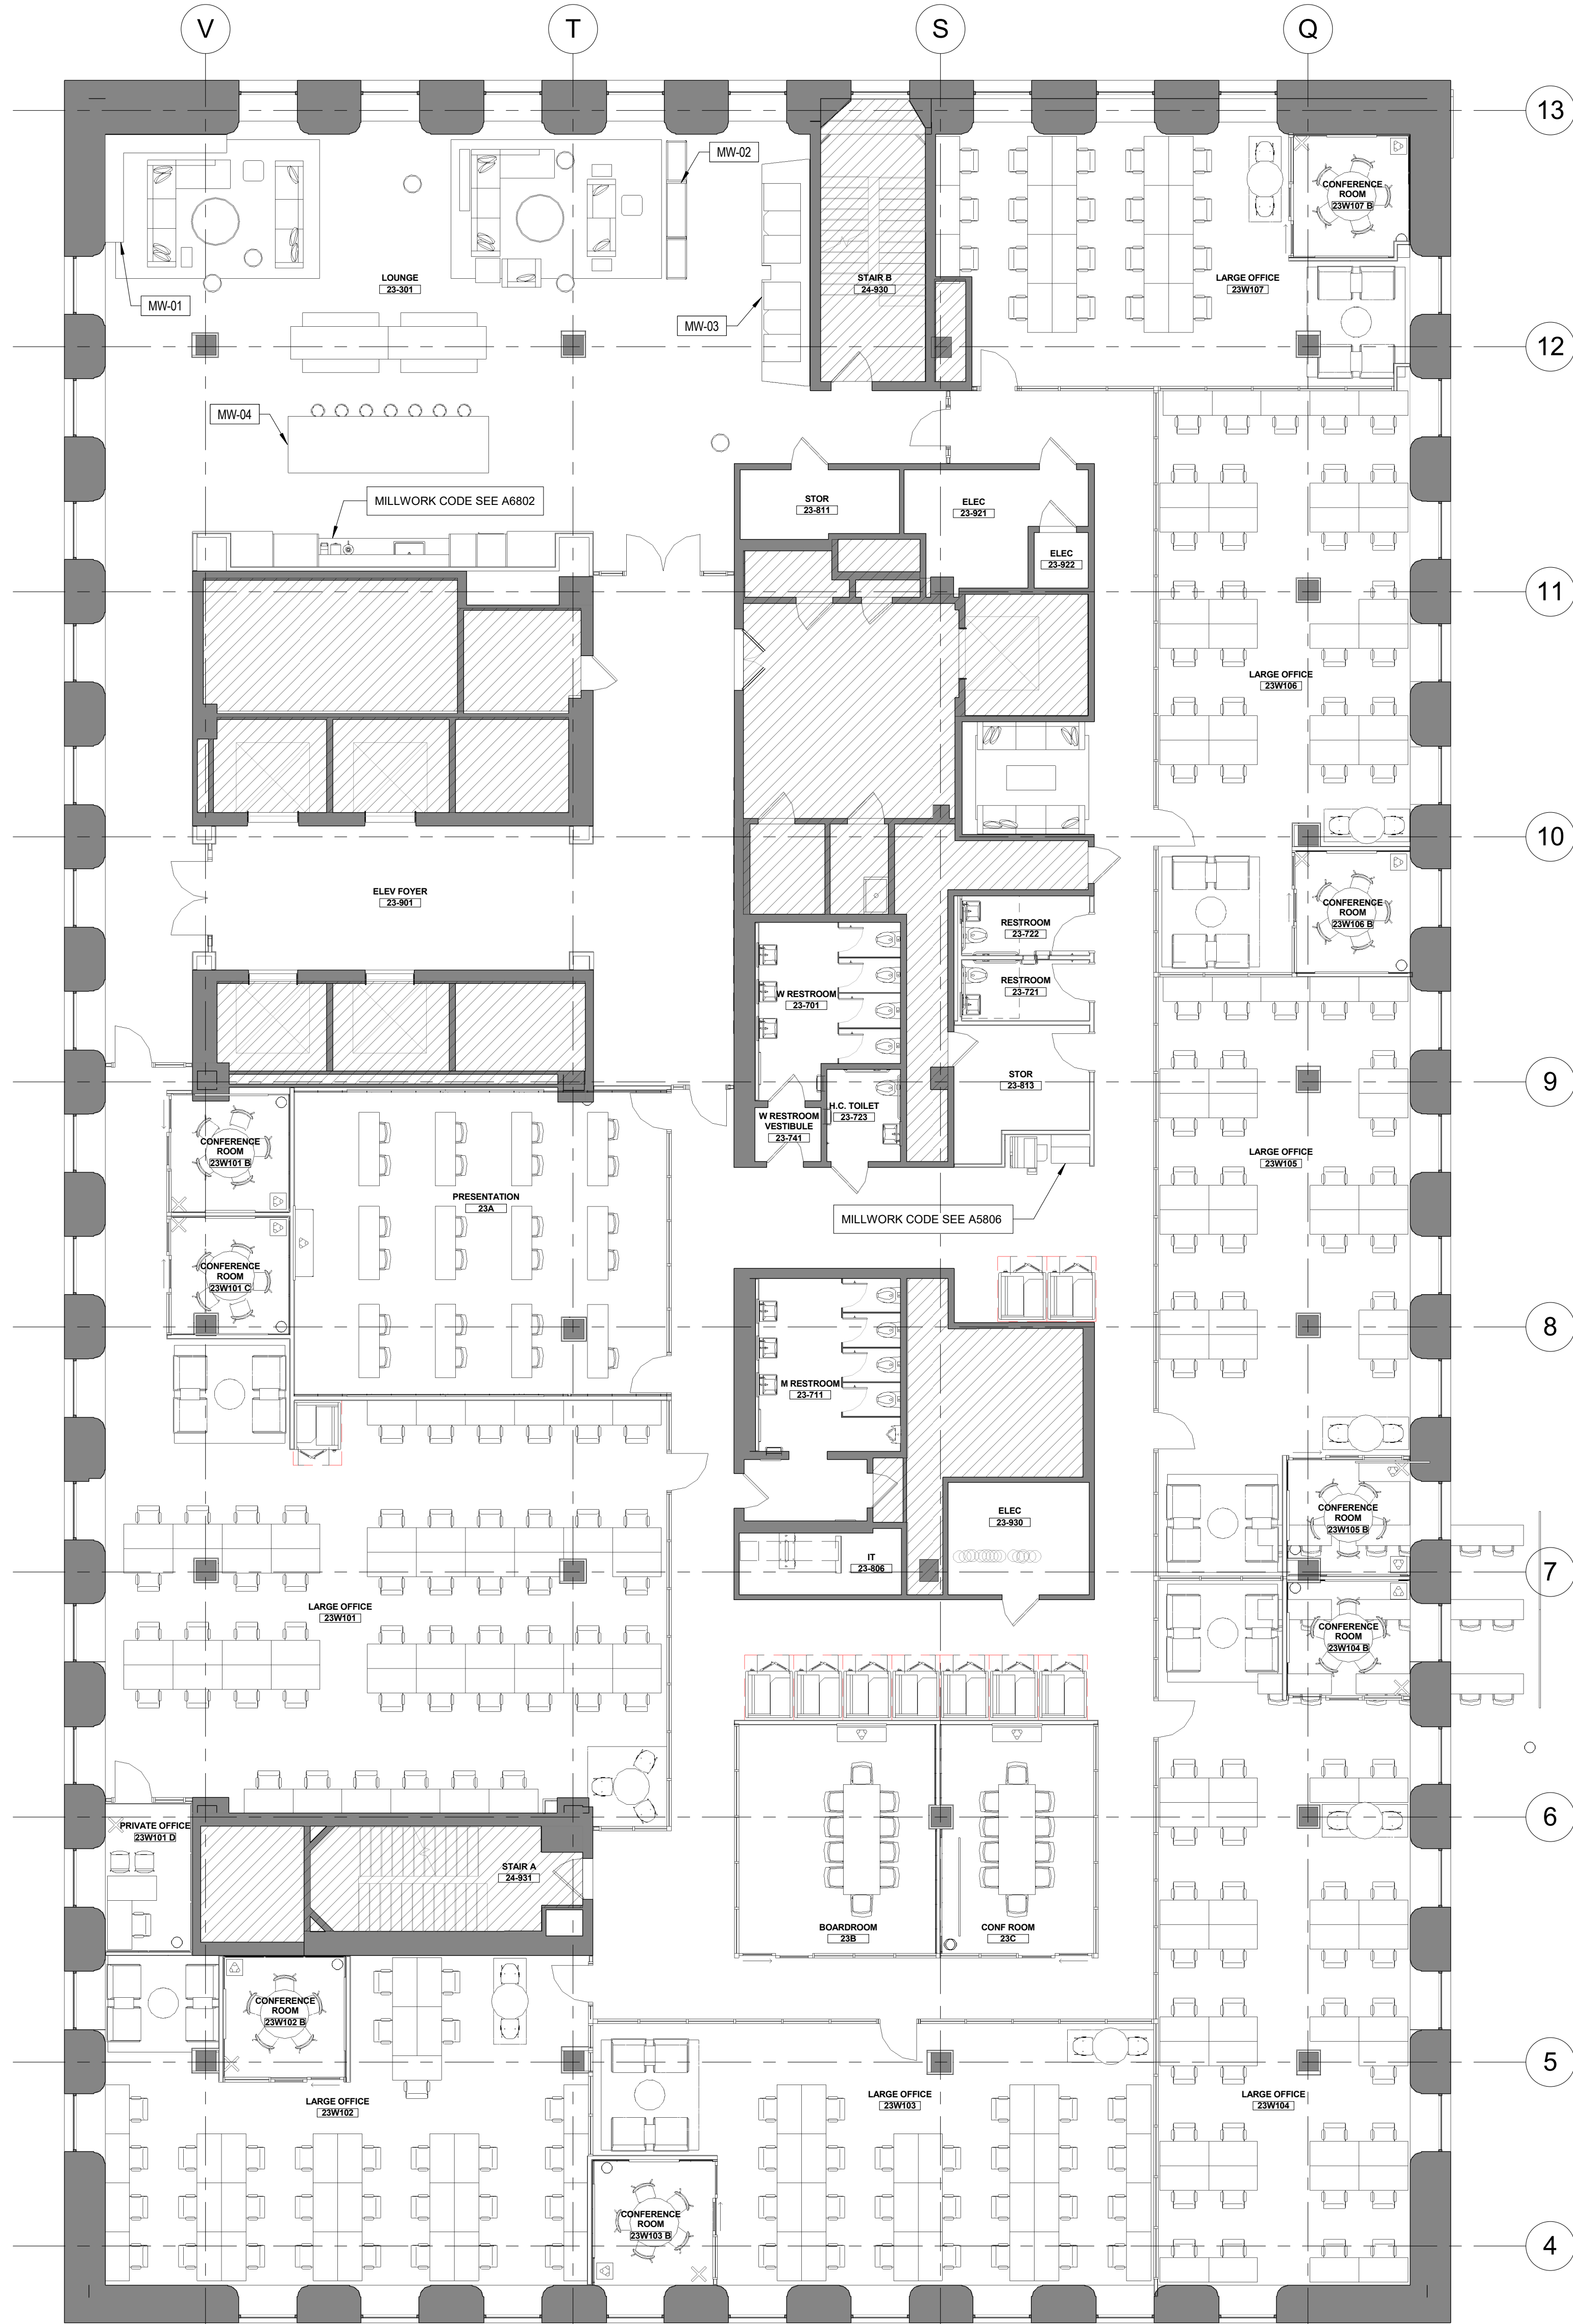 V
T
S
Q
13
MW-02
CONFERENCE
ROOM
23W107 B
LOUNGE
23-301
STAIR B
24-930
LARGE OFFICE
23W107
MW-01
MW-03
12
MW-04
MILLWORK CODE SEE A6802
STOR
23-811
ELEC
23-921
ELEC
23-922
11
LARGE OFFICE
23W106
10
ELEV FOYER
23-901
CONFERENCE
ROOM
23W106 B
RESTROOM
23-722
RESTROOM
23-721
W RESTROOM
23-701
STOR
23-813
9
H.C. TOILET
23-723
W RESTROOM
VESTIBULE
23-741
CONFERENCE
ROOM
23W101 B
LARGE OFFICE
23W105
PRESENTATION
23A
MILLWORK CODE SEE A5806
CONFERENCE
ROOM
23W101 C
8
M RESTROOM
23-711
ELEC
23-930
CONFERENCE
ROOM
23W105 B
IT
23-806
7
LARGE OFFICE
23W101
CONFERENCE
ROOM
23W104 B
PRIVATE OFFICE
23W101 D
6
STAIR A
24-931
BOARDROOM
23B
CONF ROOM
23C
CONFERENCE
ROOM
23W102 B
5
LARGE OFFICE
23W102
LARGE OFFICE
23W103
LARGE OFFICE
23W104
CONFERENCE
ROOM
23W103 B
4